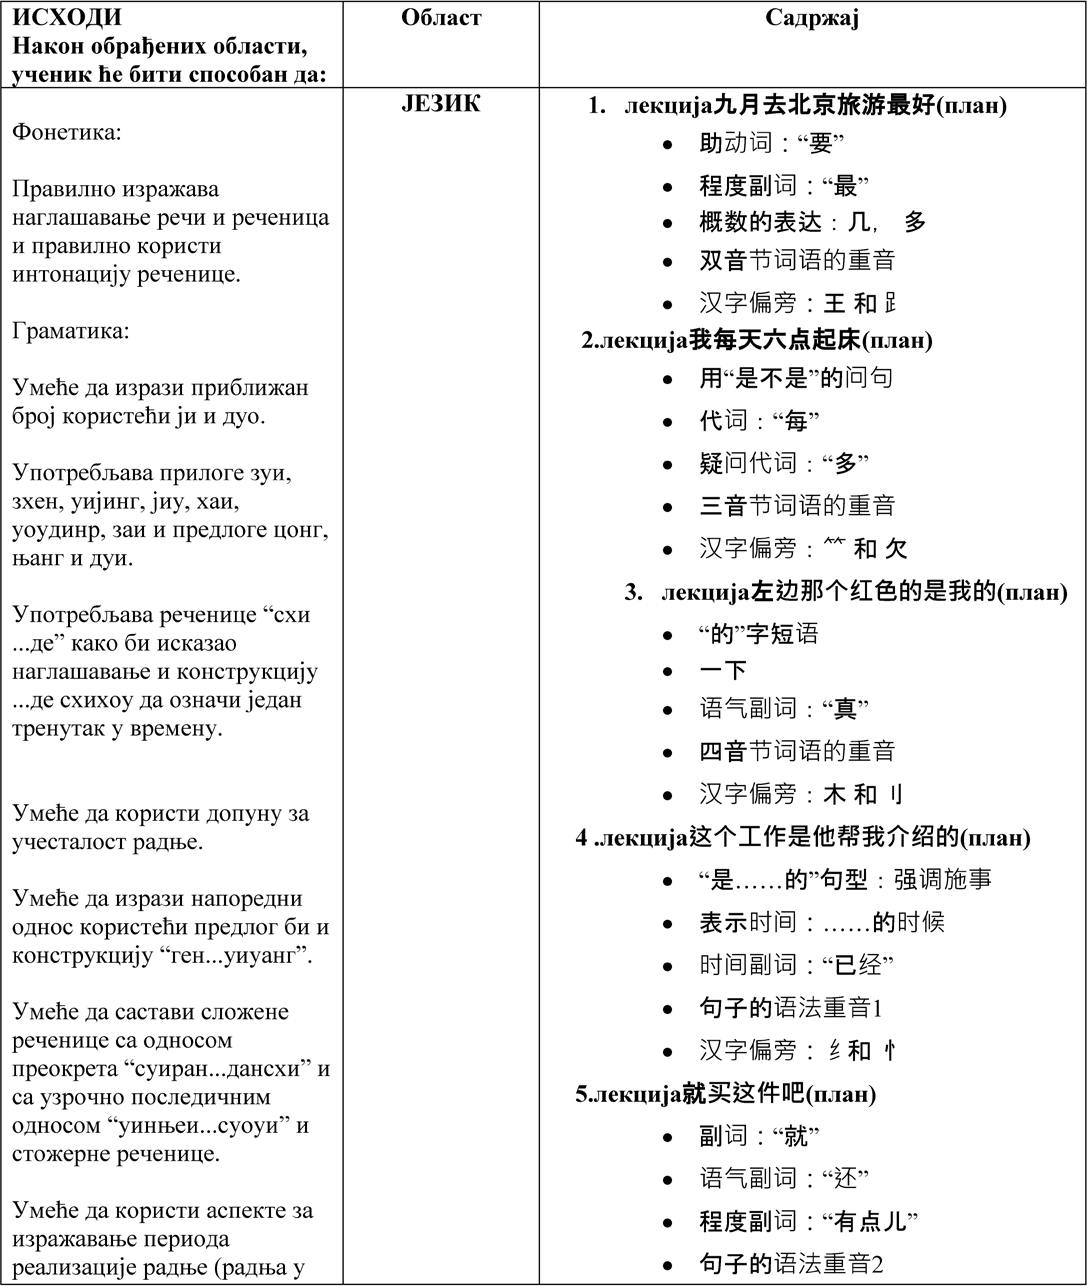 ИСХОДИ
Након обрађених области,
ученик ће бити способан да:
Област
Садржај
Фонетика:
Правилно изражава
наглашавање речи и реченица
и правилно користи
интонацију реченице.
Граматика:
Умеће да изрази приближан
број користећи ји и дуо.
Употребљава прилоге зуи,
зхен, уијинг, јиу, хаи,
уоудинр, заи и предлоге цонг,
њанг и дуи.
Употребљава реченице “схи
...де” како би исказао
наглашавање и конструкцију
...де схихоу да означи један
тренутак у времену.
Умеће да користи допуну за
учесталост радње.
Умеће да изрази напоредни
однос користећи предлог би и
конструкцију “ген...уиуанг”.
Умеће да састави сложене
реченице са односом
преокрета “суиран...дансхи” и
са узрочно последичним
односом “уинњеи...суоуи” и
стожерне реченице.
Умеће да користи аспекте за
изражавање периода
реализације радње (радња у
ЈЕЗИК
1. лекција九月去北京旅游最好(план)
• 助动词：“要”
• 程度副词：“最”
• 概数的表达：几， 多
• 双音节词语的重音
• 汉字偏旁：王 和 ⻊
2.лекција我每天六点起床(план)
• 用“是不是”的问句
• 代词：“每”
• 疑问代词：“多”
• 三音节词语的重音
• 汉字偏旁：⺮ 和 欠
3. лекција左边那个红色的是我的(план)
• “的”字短语
• 一下
• 语气副词：“真”
• 四音节词语的重音
• 汉字偏旁：木 和 刂
4 .лекција这个工作是他帮我介绍的(план)
• “是……的”句型：强调施事
• 表示时间：……的时候
• 时间副词：“已经”
• 句子的语法重音1
• 汉字偏旁：纟和 忄
5.лекција就买这件吧(план)
• 副词：“就”
• 语气副词：“还”
• 程度副词：“有点儿”
• 句子的语法重音2